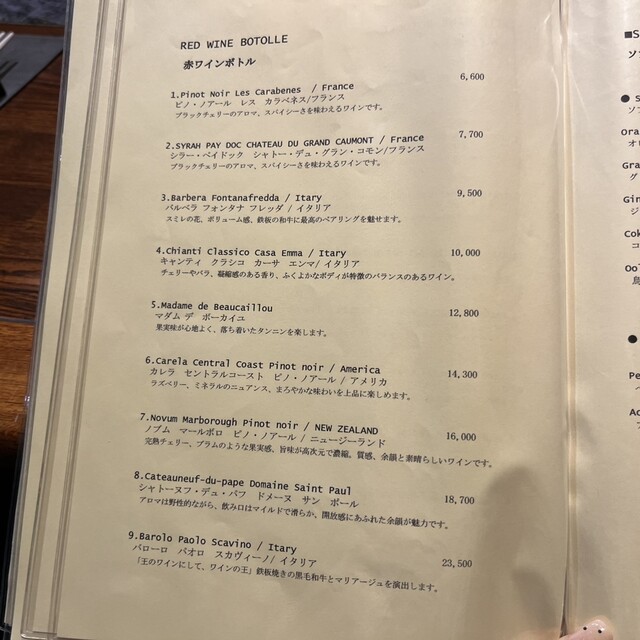 RED WINE BOTOLLE
赤ワインボトル
1.Pinot Noir Les Carabenes / France 6,600
ピノ・ノアール レス カラベネス/フランス
ブラックチェリーのアロマ、スパイシーさを味わえるワインです。
2.SYRAH PAY DOC CHATEAU DU GRAND CAUMONT / France 7,700
シラー・ペイドック シャトー・デュ・グラン・コモン/フランス
ブラックチェリーのアロマ、スパイシーさを味わえるワインです。
3.Barbera Fontanafredda / Itary 9,500
バルベラ フォンタナ フレッダ / イタリア
スミレの花、ボリューム感、鉄板の和牛に最高のペアリングを魅せます。
4.Chianti Classico Casa Emma / Itary 10,000
キャンティ クラシコ カーサ エンマ/ イタリア
チェリーやバラ、凝縮感のある香り、ふくよかなボディが特徴のバランスのあるワイン。
5.Madame de Beaucaillou 12,800
マダム デ ボーカイユ
果実味が心地よく、落ち着いたタンニンを楽します。
6.Carela Central Coast Pinot noir / America 14,300
カレラ セントラルコースト ピノ・ノアール / アメリカ
ラズベリー、ミネラルのニュアンス、まろやかな味わいを上品に楽しめます。
7.Novum Marborough Pinot noir / NEW ZEALAND 16,000
ノブム マールボロ ピノ・ノアール / ニュージーランド
完熟チェリー、プラムのような果実感、旨味が高次元で濃縮。質感、余韻と素晴らしいワインです。
8.Cateauneuf-du-pape Domaine Saint Paul 18,700
シャトーヌフ・デュ・パフ ドメーヌ サン ポール
アロマは野性的ながら、飲み口はマイルドで滑らか、開放感にあふれた余韻が魅力です。
9.Barolo Paolo Scavino / Itary 23,500
バローロ パオロ スカヴィーノ/ イタリア
「王のワインにして、ワインの王」鉄板焼きの黒毛和牛とマリアージュを演出します。
■S
ソ
● S
Ora
オ
Gra
グ
Gin
ジ
Cok
コ
Ool
烏
●
Pe
Ac